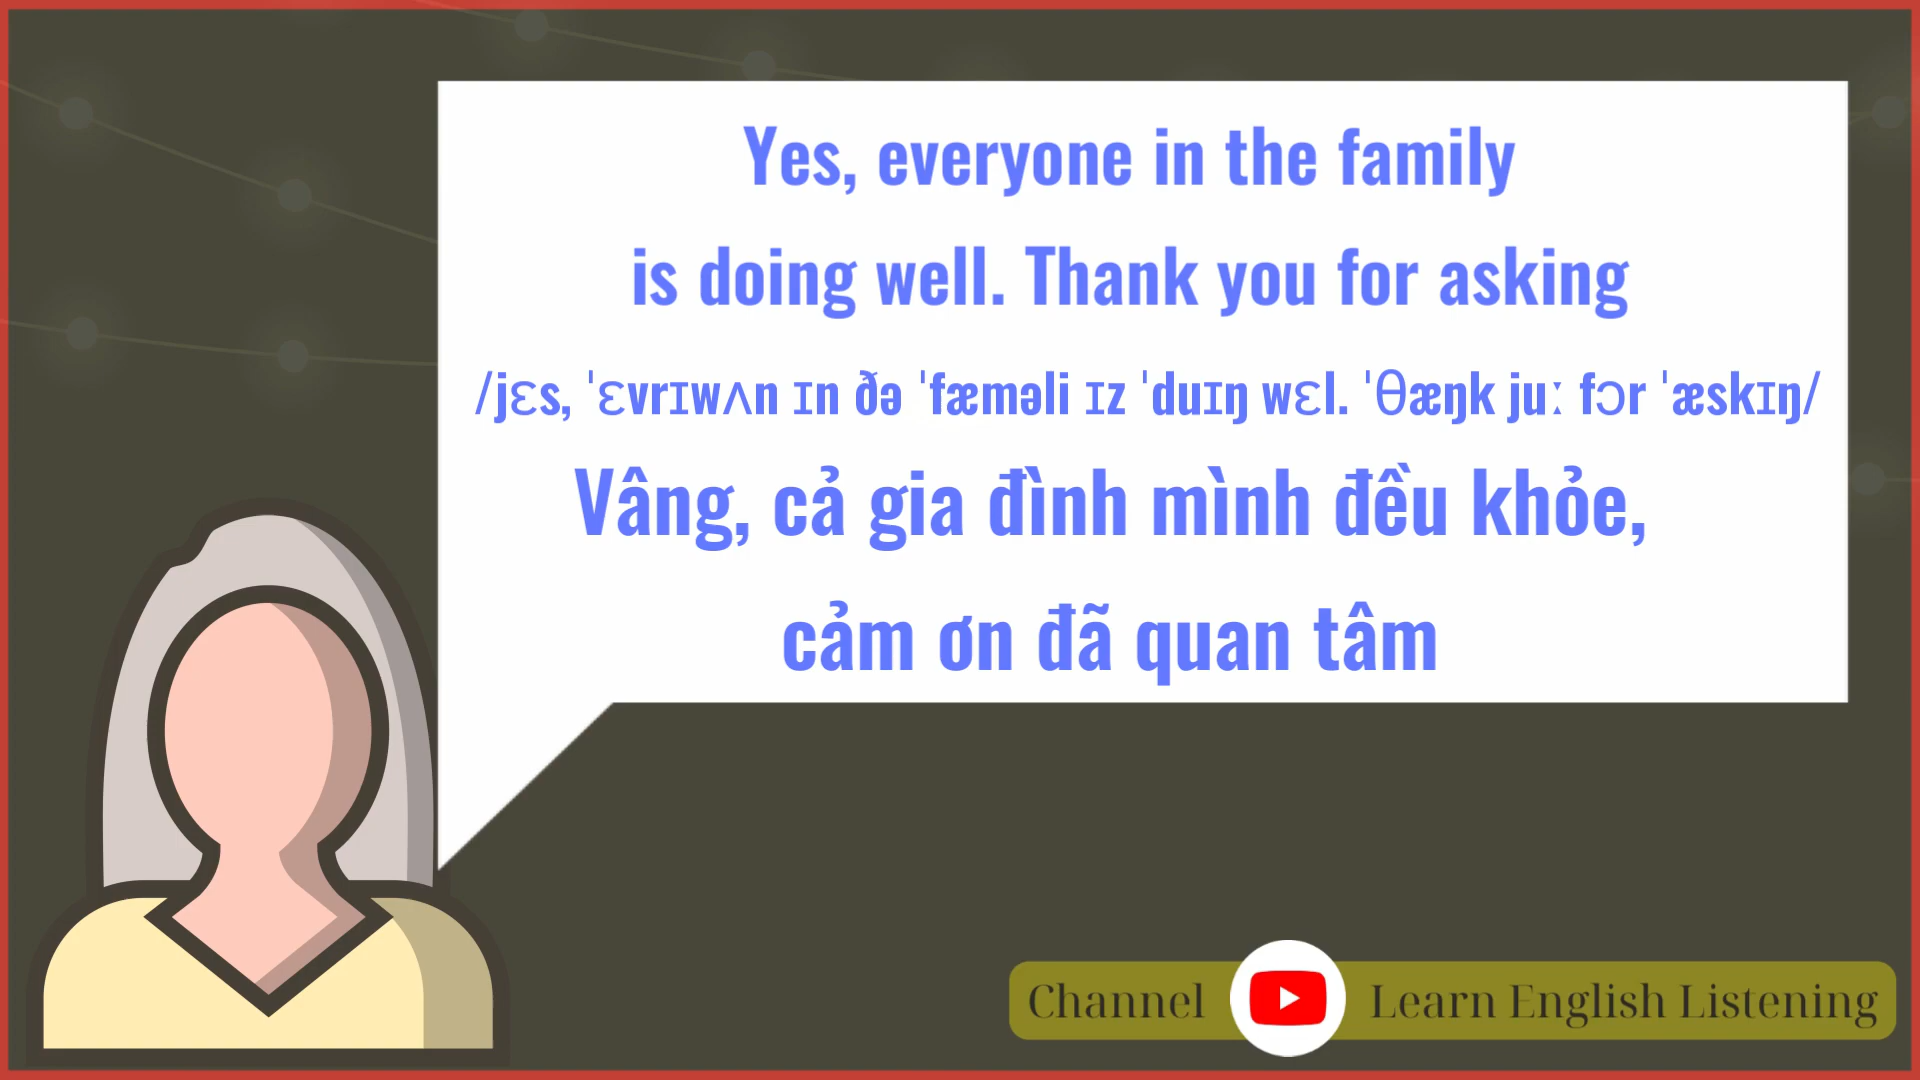 Yes, everyone in the family
is doing well. Thank you for asking
/jɛs, ˈɛvrɪwʌn ɪn ðə ˈfæməli ɪz ˈduɪŋ wɛl. ˈθæŋk juː fɔr ˈæskɪŋ/
Vâng, cả gia đình mình đều khỏe,
cảm ơn đã quan tâm
Channel Learn English Listening